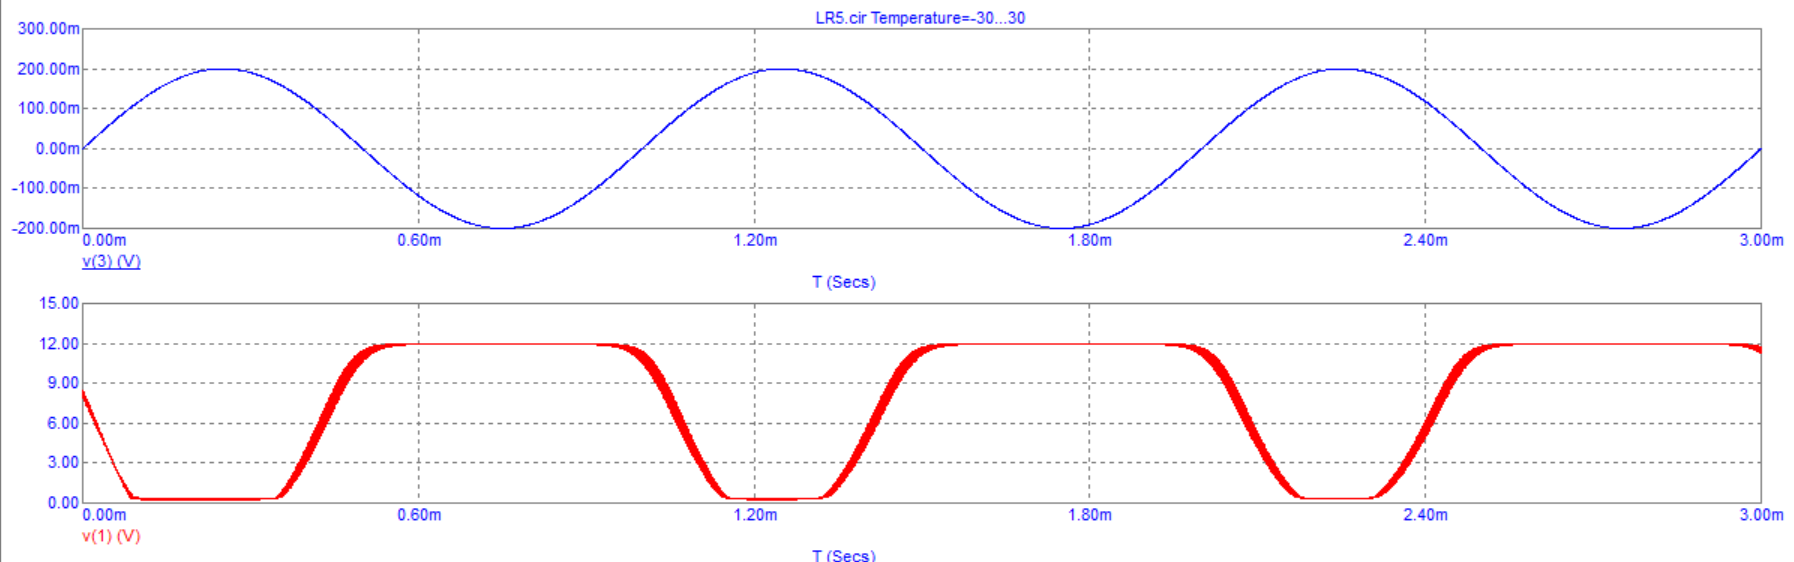 LR5.cir Temperature=-30...30
300.00m
200.00m
100.00m
0.00m
-100.00m
-200.00m
0.00m 0.60m 1.20m 1.80m 2.40m 3.00m
v(3) (V)
T (Secs)
15.00
12.00
9.00
6.00
3.00
0.00
0.00m 0.60m 1.20m 1.80m 2.40m 3.00m
v(1) (V)
T (Secs)